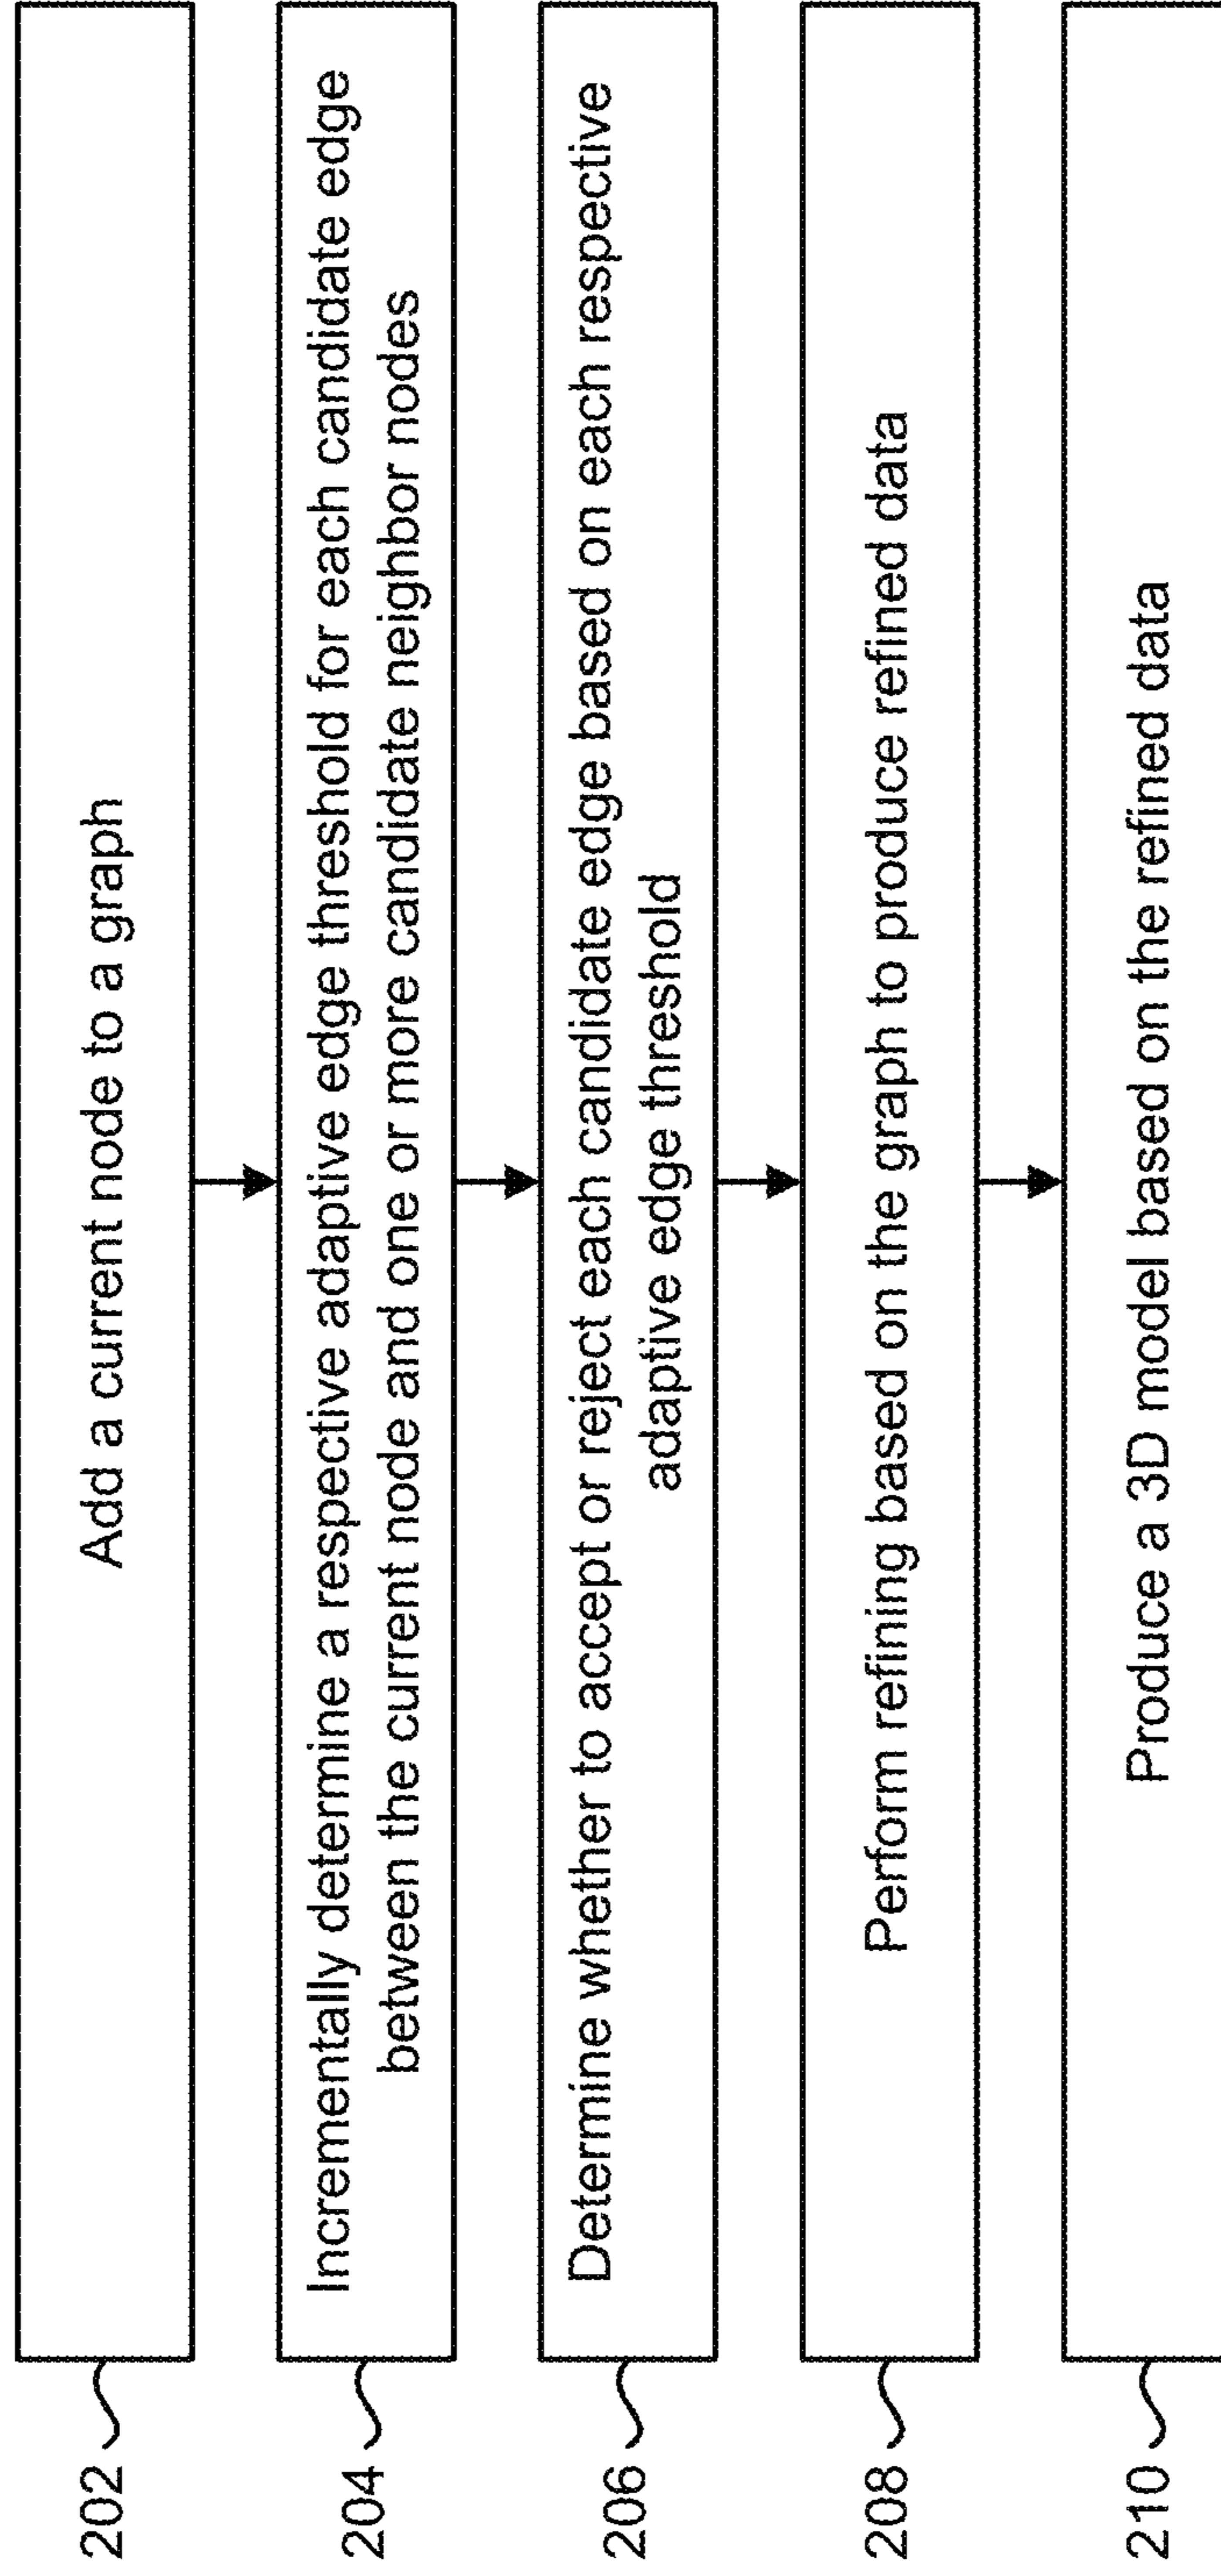 202
Add a current node to a graph
204
Incrementally determine a respective adaptive edge threshold for each candidate edge
between the current node and one or more candidate neighbor nodes
206
Determine whether to accept or reject each candidate edge based on each respective
adaptive edge threshold
208
Perform refining based on the graph to produce refined data
210
Produce a 3D model based on the refined data